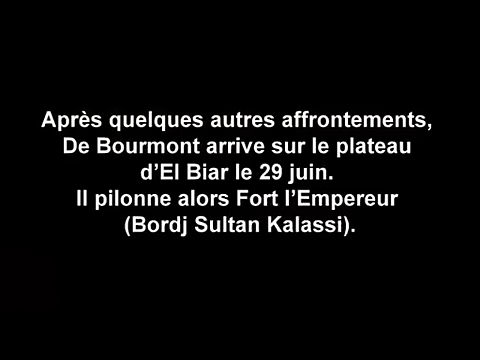 Après quelques autres affrontements,
De Bourmont arrive sur le plateau
d’El Biar le 29 juin.
Il pilonne alors Fort l’Empereur
(Bordj Sultan Kalassi).